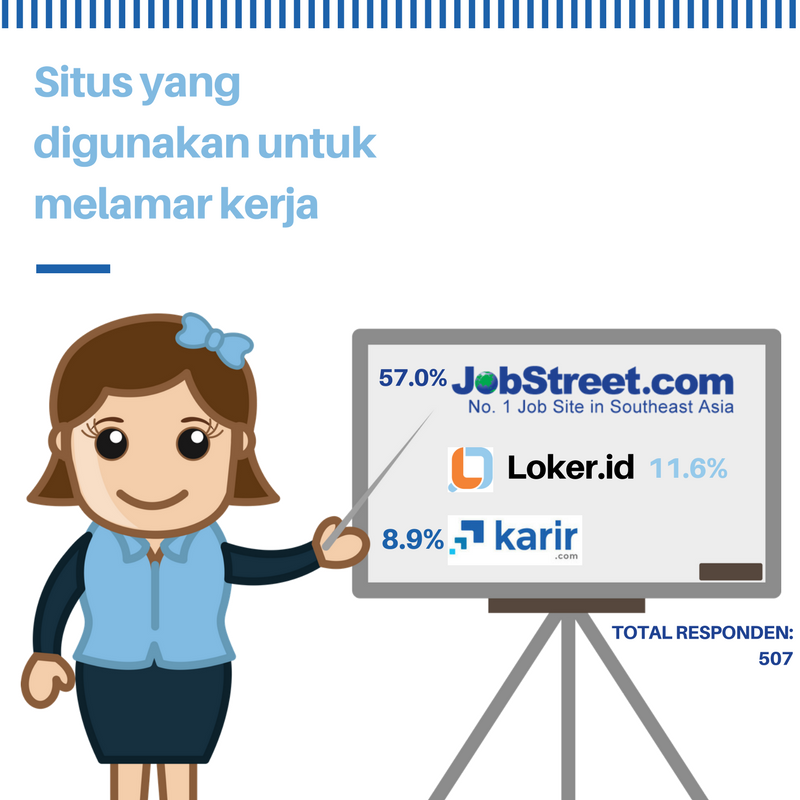 Situs yang
digunakan untuk
melamar kerja
57.0% JobStreet.com
No. 1 Job Site in Southeast Asia
Loker.id 11.6%
8.9% karir
.com
TOTAL RESPONDEN:
507